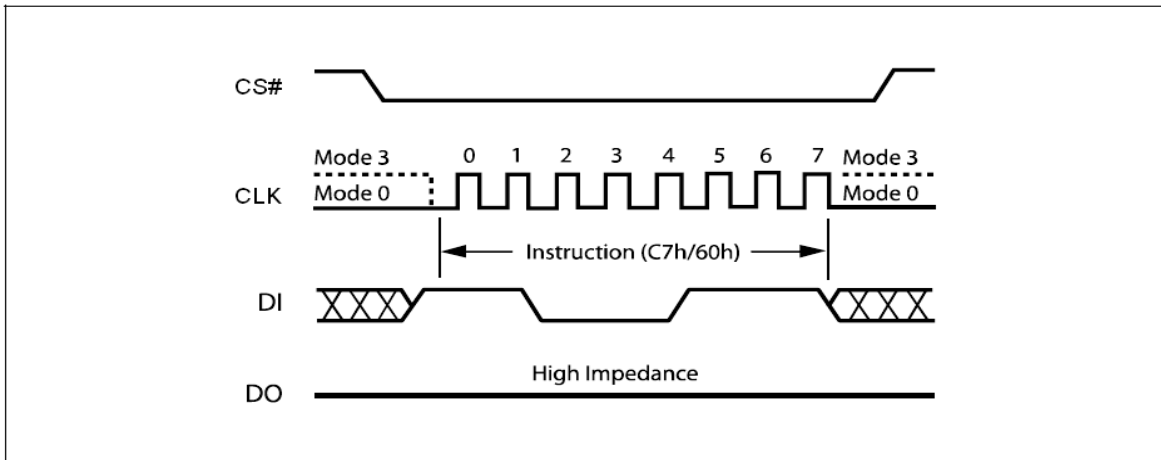 CS#
Mode 3 0 1 2 3 4 5 6 7 Mode 3
CLK Mode 0 Mode 0
Instruction (C7h/60h)
DI
High Impedance
DO